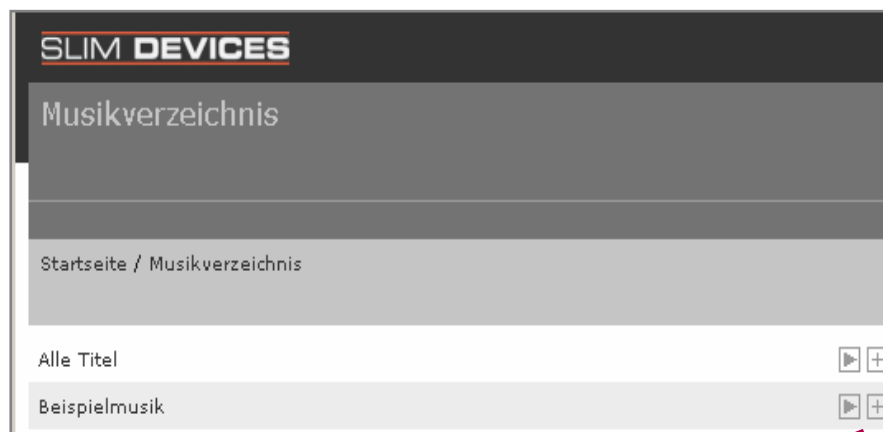 SLIM DEVICES
Musikverzeichnis
Startseite / Musikverzeichnis
Alle Titel
Beispielmusik